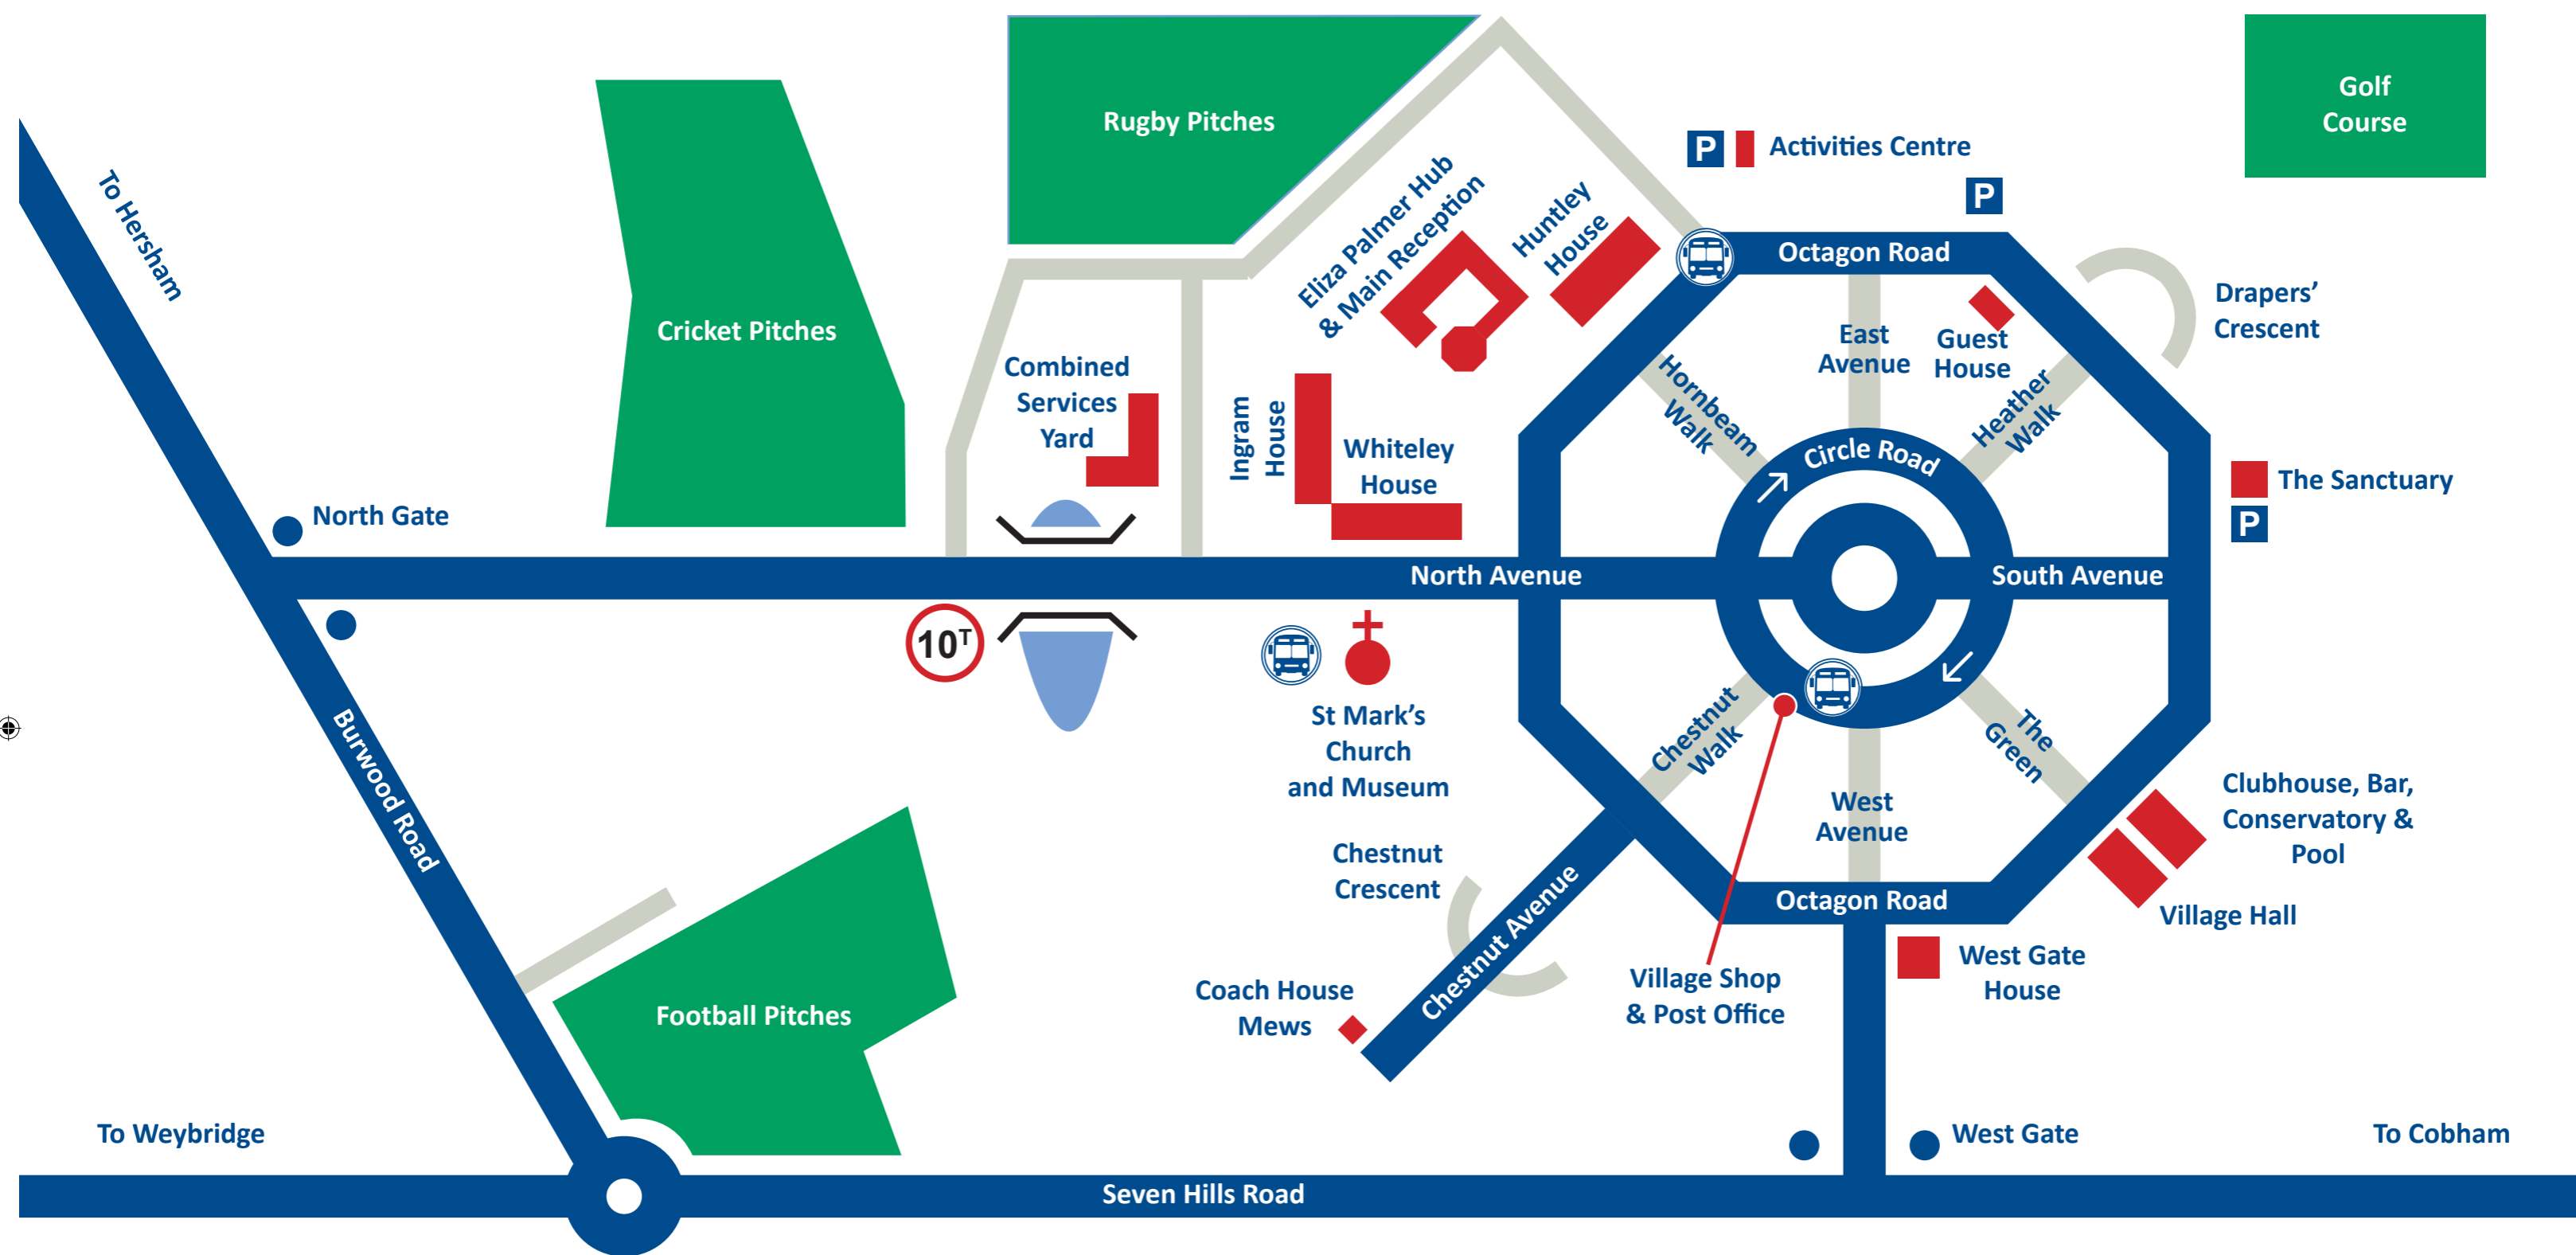 Golf
Course
Rugby Pitches
P
Activities Centre
Eliza Palmer Hub
& Main Reception
Huntley
House
P
To Hersham
Octagon Road
Drapers’
Crescent
Cricket Pitches
East
Avenue
Guest
House
Hornbeam
Walk
Heather
Walk
Combined
Services
Yard
Ingram
House
Whiteley
House
Circle Road
The Sanctuary
P
North Gate
North Avenue
South Avenue
10T
St Mark’s
Church
and Museum
Chestnut
Walk
The
Green
Burwood Road
West
Avenue
Clubhouse, Bar,
Conservatory &
Pool
Chestnut
Crescent
Chestnut Avenue
Octagon Road
Village Hall
West Gate
House
Village Shop
& Post Office
Coach House
Mews
Football Pitches
To Weybridge
West Gate
To Cobham
Seven Hills Road